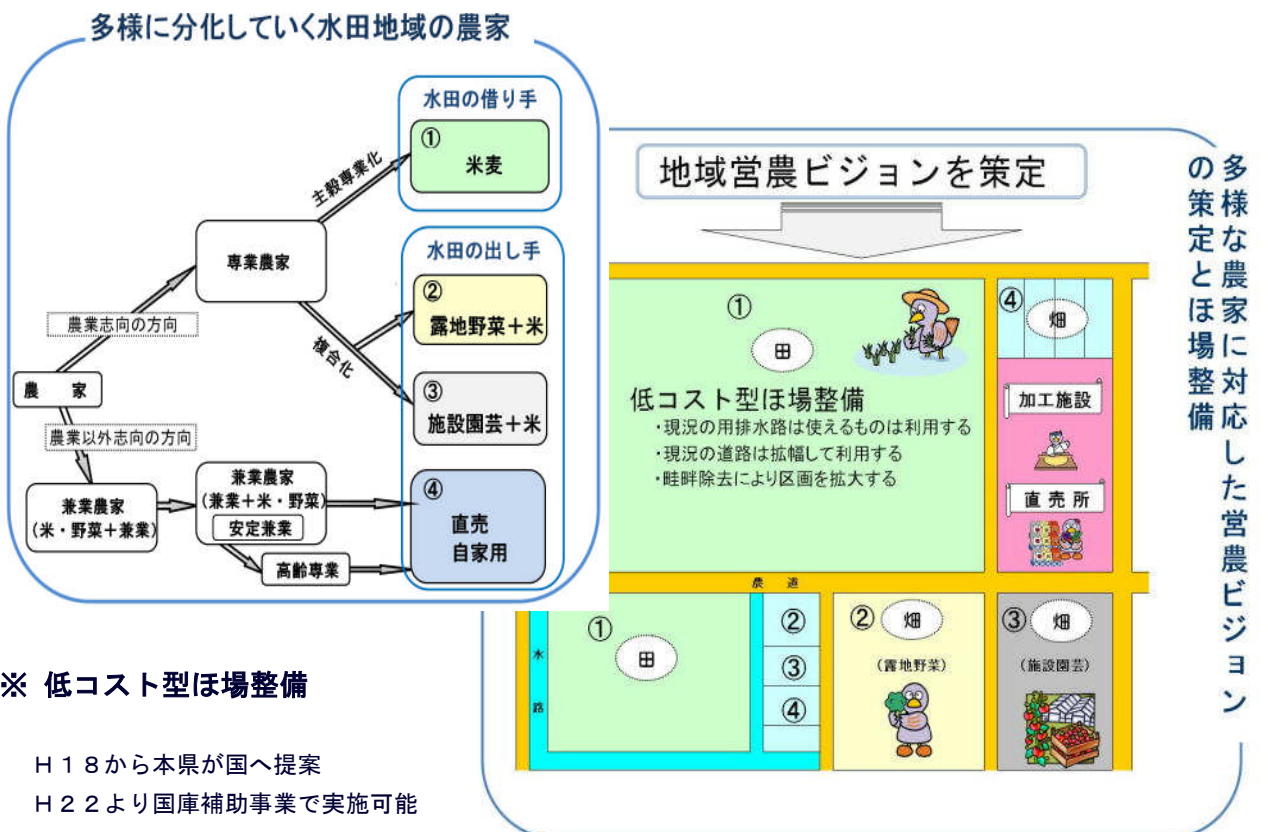 多様に分化していく水田地域の農家
水田の借り手
①
米麦
主穀専業化
専業農家
水田の出し手
②
露地野菜+米
複合化
③
施設園芸+米
農業志向の方向
農　家
農業以外志向の方向
兼業農家
(米・野菜+兼業)
兼業農家
(兼業+米・野菜)
安定兼業
高齢専業
④
直売
自家用
多様な農家に対応した営農ビジョン
の策定とほ場整備
地域営農ビジョンを策定
①
田
低コスト型ほ場整備
・現況の用排水路は使えるものは利用する
・現況の道路は拡幅して利用する
・畦畔除去により区画を拡大する
④
畑
加工施設
直売所
農　道
水路
①
田
②
③
④
②
畑
(露地野菜)
③
畑
(施設園芸)
※ 低コスト型ほ場整備
Ｈ１８から本県が国へ提案
Ｈ２２より国庫補助事業で実施可能